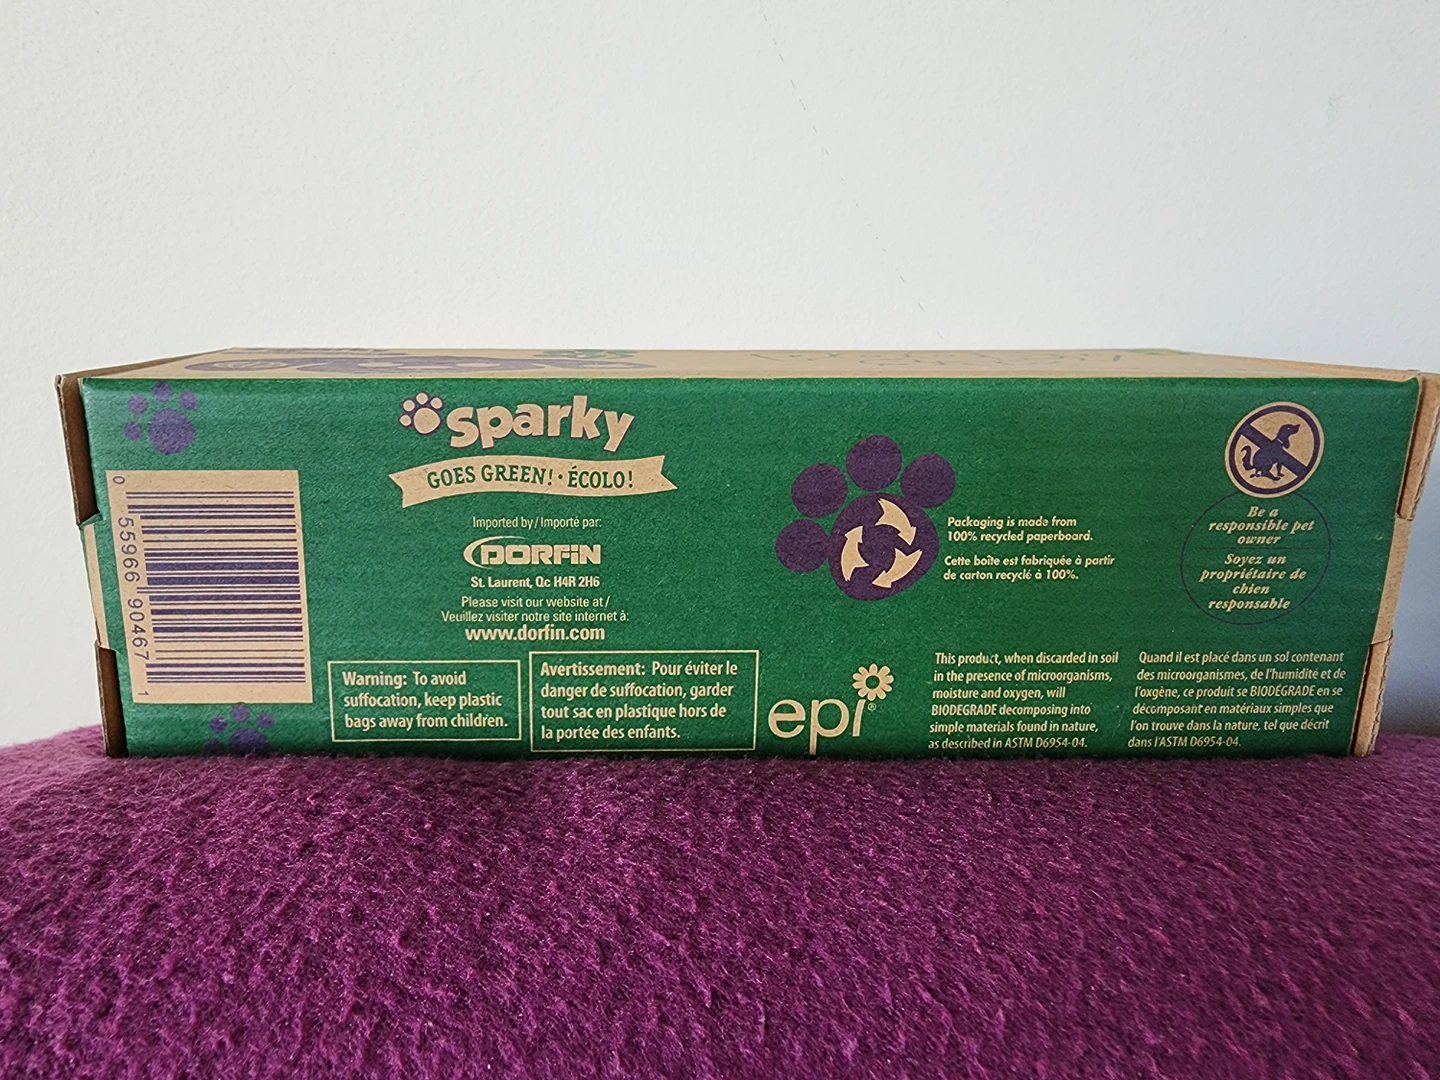 sparky
GOES GREEN! · ÉCOLO!
Imported by / Importé par:
DORFIN
St. Laurent, Qc H4R 2H6
Please visit our website at /
Veuillez visiter notre site internet à:
www.dorfin.com
0 55966 90467 1
Warning: To avoid
suffocation, keep plastic
bags away from children.
Avertissement: Pour éviter le
danger de suffocation, garder
tout sac en plastique hors de
la portée des enfants.
Packaging is made from
100% recycled paperboard.
Cette boîte est fabriquée à partir
de carton recyclé à 100%.
epi®
Be a
responsible pet
owner
Soyez un
propriétaire de
chien
responsable
This product, when discarded in soil
in the presence of microorganisms,
moisture and oxygen, will
BIODEGRADE decomposing into
simple materials found in nature,
as described in ASTM D6954-04.
Quand il est placé dans un sol contenant
des microorganismes, de l'humidité et de
l'oxgène, ce produit se BIODÉGRADE en se
décomposant en matériaux simples que
l'on trouve dans la nature, tel que décrit
dans l'ASTM D6954-04.